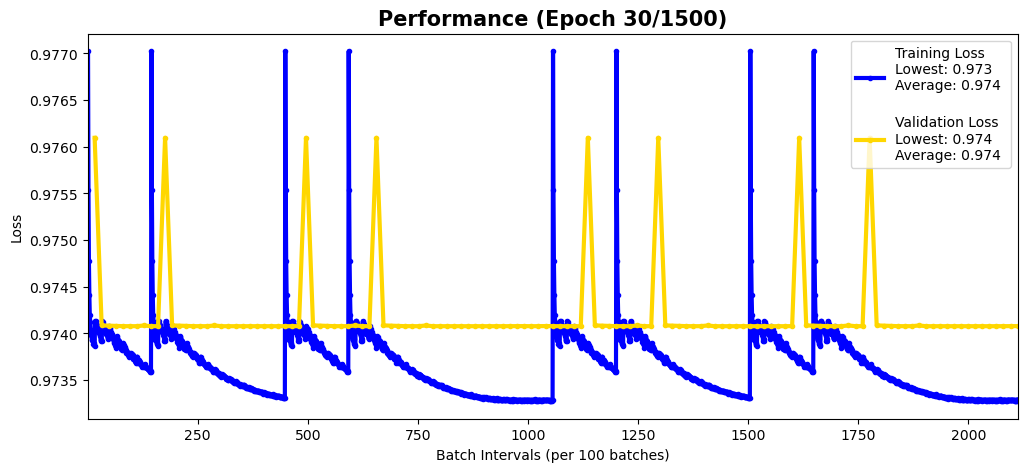 Performance (Epoch 30/1500)
Training Loss
Lowest: 0.973
Average: 0.974
Validation Loss
Lowest: 0.974
Average: 0.974
Loss
0.9770
0.9765
0.9760
0.9755
0.9750
0.9745
0.9740
0.9735
250
500
750
1000
1250
1500
1750
2000
Batch Intervals (per 100 batches)